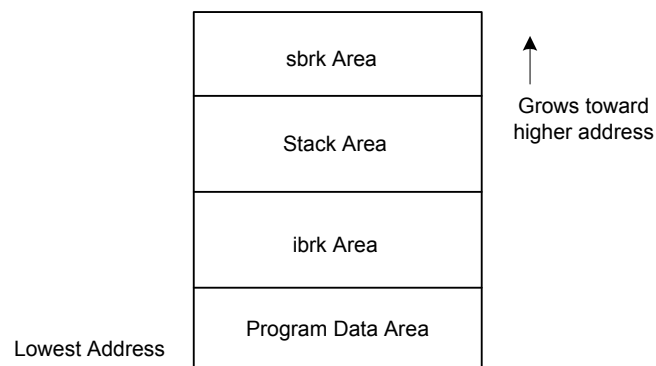 sbrk Area
Grows toward
higher address
Stack Area
ibrk Area
Program Data Area
Lowest Address